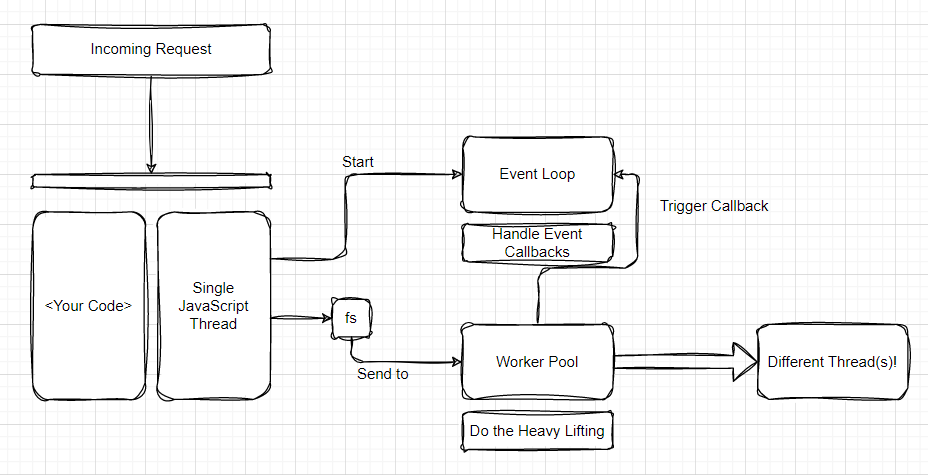 Incoming Request
Start
Event Loop
Trigger Callback
Handle Event
Callbacks
<Your Code>
Single
JavaScript
Thread
fs
Send to
Worker Pool
Different Thread(s)!
Do the Heavy Lifting